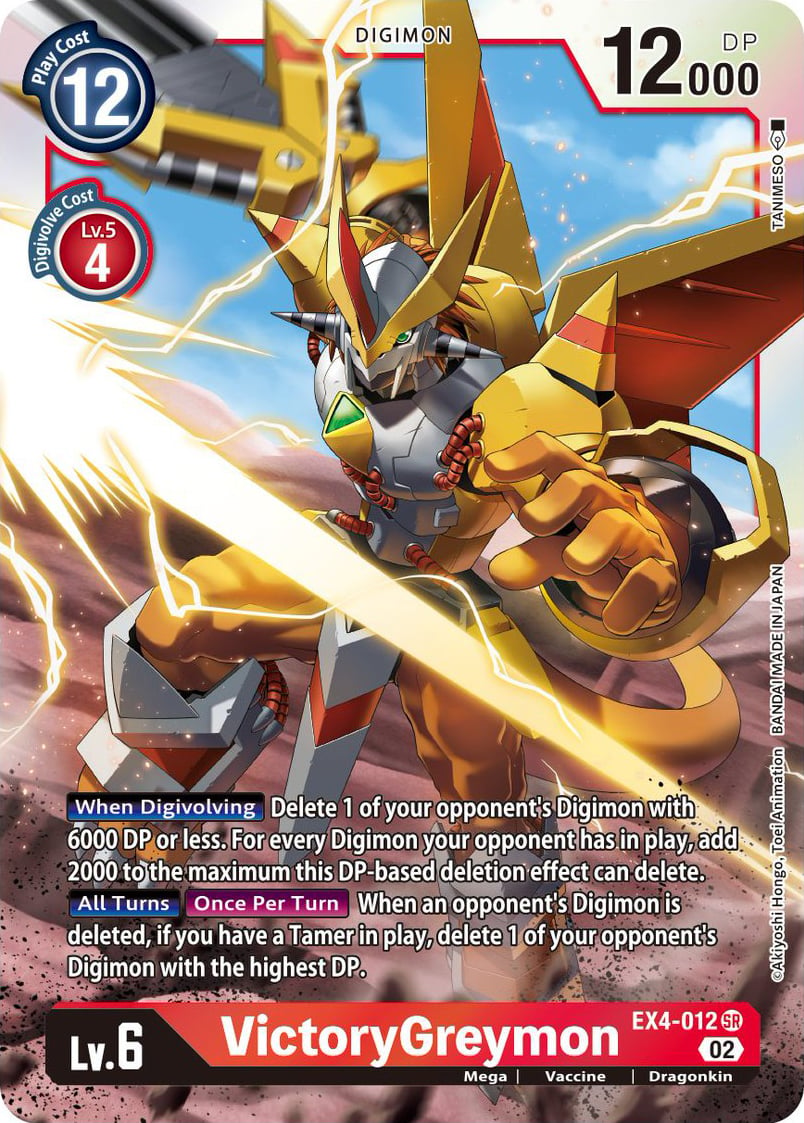 DIGIMON
Play Cost
12
12000
DP
TANIMESO
Digivolve Cost
Lv.5
4
When Digivolving Delete 1 of your opponent's Digimon with
6000 DP or less. For every Digimon your opponent has in play, add
2000 to the maximum this DP-based deletion effect can delete.
All Turns Once Per Turn When an opponent's Digimon is
deleted, if you have a Tamer in play, delete 1 of your opponent's
Digimon with the highest DP.
©Akiyoshi Hongo, Toei Animation BANDAI MADE IN JAPAN
Lv.6
VictoryGreymon
EX4-012 SR
02
Mega | Vaccine | Dragonkin